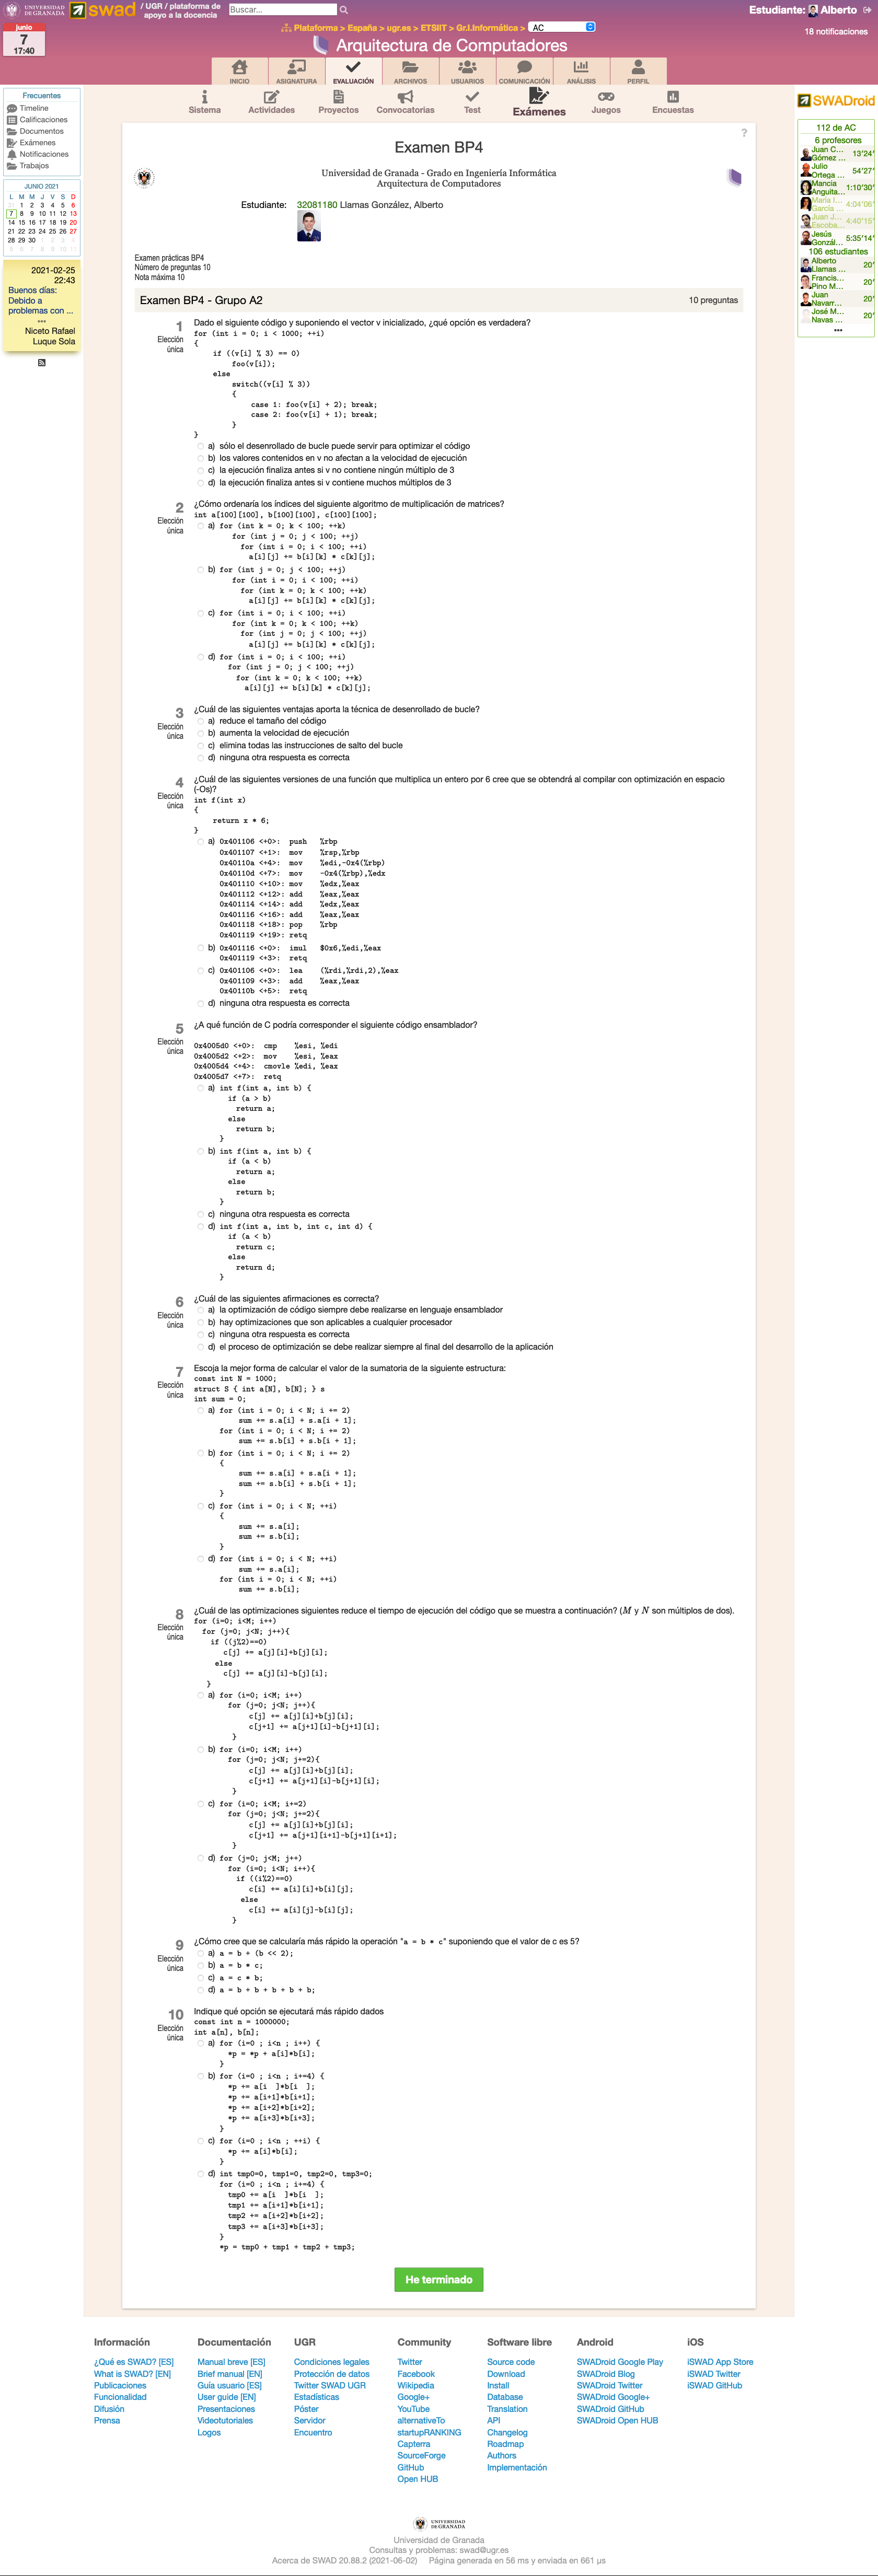 UNIVERSIDAD DE GRANADA
swad
/ UGR / plataforma de apoyo a la docencia
Buscar...
Estudiante: Alberto
18 notificaciones
junio
7
17:40
Plataforma > España > ugr.es > ETSIIT > Gr.I.Informática > AC
Arquitectura de Computadores
INICIO ASIGNATURA EVALUACIÓN ARCHIVOS USUARIOS COMUNICACIÓN ANÁLISIS PERFIL
Sistema Actividades Proyectos Convocatorias Test Exámenes Juegos Encuestas
Frecuentes
Timeline
Calificaciones
Documentos
Exámenes
Notificaciones
Trabajos
JUNIO 2021
L M M J V S D
1 2 3 4 5 6
7 8 9 10 11 12 13
14 15 16 17 18 19 20
21 22 23 24 25 26 27
28 29 30
2021-02-25
22:43
Buenos días:
Debido a
problemas con ...
Niceto Rafael
Luque Sola
SWADroid
112 de AC
6 profesores
Juan C...
Gómez ... 13'24"
Julio
Ortega ... 54'27"
Mancia
Anguita... 1:10'30"
María I...
García ... 4:04'06"
Juan J...
Escoba... 4:40'15"
Jesús
Gonzál... 5:35'14"
106 estudiantes
Alberto
Llamas ... 20"
Francis...
Pino M... 20"
Juan
Navarr... 20"
José M...
Navas ... 20"
?
Examen BP4
Universidad de Granada - Grado en Ingeniería Informática
Arquitectura de Computadores
Estudiante: 32081180 Llamas González, Alberto
Examen prácticas BP4
Número de preguntas 10
Nota máxima 10
Examen BP4 - Grupo A2 10 preguntas
1
Elección única
Dado el siguiente código y suponiendo el vector v inicializado, ¿qué opción es verdadera?
for (int i = 0; i < 1000; ++i)
{
if ((v[i] % 3) == 0)
foo(v[i]);
else
switch((v[i] % 3))
{
case 1: foo(v[i] + 2); break;
case 2: foo(v[i] + 1); break;
}
}
a) sólo el desenrollado de bucle puede servir para optimizar el código
b) los valores contenidos en v no afectan a la velocidad de ejecución
c) la ejecución finaliza antes si v no contiene ningún múltiplo de 3
d) la ejecución finaliza antes si v contiene muchos múltiplos de 3
2
Elección única
¿Cómo ordenaría los índices del siguiente algoritmo de multiplicación de matrices?
int a[100][100], b[100][100], c[100][100];
a) for (int k = 0; k < 100; ++k)
for (int j = 0; j < 100; ++j)
for (int i = 0; i < 100; ++i)
a[i][j] += b[i][k] * c[k][j];
b) for (int j = 0; j < 100; ++j)
for (int i = 0; i < 100; ++i)
for (int k = 0; k < 100; ++k)
a[i][j] += b[i][k] * c[k][j];
c) for (int i = 0; i < 100; ++i)
for (int k = 0; k < 100; ++k)
for (int j = 0; j < 100; ++j)
a[i][j] += b[i][k] * c[k][j];
d) for (int i = 0; i < 100; ++i)
for (int j = 0; j < 100; ++j)
for (int k = 0; k < 100; ++k)
a[i][j] += b[i][k] * c[k][j];
3
Elección única
¿Cuál de las siguientes ventajas aporta la técnica de desenrollado de bucle?
a) reduce el tamaño del código
b) aumenta la velocidad de ejecución
c) elimina todas las instrucciones de salto del bucle
d) ninguna otra respuesta es correcta
4
Elección única
¿Cuál de las siguientes versiones de una función que multiplica un entero por 6 cree que se obtendrá al compilar con optimización en espacio
(-Os)?
int f(int x)
{
return x * 6;
}
a) 0x401106 <+0>: push %rbp
0x401107 <+1>: mov %rsp,%rbp
0x40110a <+4>: mov %edi,-0x4(%rbp)
0x40110d <+7>: mov -0x4(%rbp),%edx
0x401110 <+10>: mov %edx,%eax
0x401112 <+12>: add %eax,%eax
0x401114 <+14>: add %edx,%eax
0x401116 <+16>: add %eax,%eax
0x401118 <+18>: pop %rbp
0x401119 <+19>: retq
b) 0x401116 <+0>: imul $0x6,%edi,%eax
0x401119 <+3>: retq
c) 0x401106 <+0>: lea (%rdi,%rdi,2),%eax
0x401109 <+3>: add %eax,%eax
0x40110b <+5>: retq
d) ninguna otra respuesta es correcta
5
Elección única
¿A qué función de C podría corresponder el siguiente código ensamblador?
0x4005d0 <+0>: cmp %esi,%edi
0x4005d2 <+2>: mov %esi,%eax
0x4005d4 <+4>: cmovle %edi,%eax
0x4005d7 <+7>: retq
a) int f(int a, int b) {
if (a > b)
return a;
else
return b;
}
b) int f(int a, int b) {
if (a < b)
return a;
else
return b;
}
c) ninguna otra respuesta es correcta
d) int f(int a, int b, int c, int d) {
if (a < b)
return c;
else
return d;
}
6
Elección única
¿Cuál de las siguientes afirmaciones es correcta?
a) la optimización de código siempre debe realizarse en lenguaje ensamblador
b) hay optimizaciones que son aplicables a cualquier procesador
c) ninguna otra respuesta es correcta
d) el proceso de optimización se debe realizar siempre al final del desarrollo de la aplicación
7
Elección única
Escoja la mejor forma de calcular el valor de la sumatoria de la siguiente estructura:
const int N = 1000;
struct S { int a[N], b[N]; } s
int sum = 0;
a) for (int i = 0; i < N; i += 2)
sum += s.a[i] + s.a[i + 1];
for (int i = 0; i < N; i += 2)
sum += s.b[i] + s.b[i + 1];
b) for (int i = 0; i < N; i += 2)
{
sum += s.a[i] + s.a[i + 1];
sum += s.b[i] + s.b[i + 1];
}
c) for (int i = 0; i < N; ++i)
{
sum += s.a[i];
sum += s.b[i];
}
d) for (int i = 0; i < N; ++i)
sum += s.a[i];
for (int i = 0; i < N; ++i)
sum += s.b[i];
8
Elección única
¿Cuál de las optimizaciones siguientes reduce el tiempo de ejecución del código que se muestra a continuación? (M y N son múltiplos de dos).
for (i=0; i<M; i++)
for (j=0; j<N; j++){
if ((j%2)==0)
c[j] += a[j][i]+b[j][i];
else
c[j] += a[j][i]-b[j][i];
}
a) for (i=0; i<M; i++)
for (j=0; j<N; j++){
c[j] += a[j][i]+b[j][i];
c[j+1] += a[j+1][i]-b[j+1][i];
}
b) for (i=0; i<M; i++)
for (j=0; j<N; j+=2){
c[j] += a[j][i]+b[j][i];
c[j+1] += a[j+1][i]-b[j+1][i];
}
c) for (i=0; i<M; i+=2)
for (j=0; j<N; j+=2){
c[j] += a[j][i]+b[j][i];
c[j+1] += a[j+1][i+1]-b[j+1][i+1];
}
d) for (j=0; j<M; j++)
for (i=0; i<N; i++){
if ((i%2)==0)
c[i] += a[i][j]+b[i][j];
else
c[i] += a[i][j]-b[i][j];
}
9
Elección única
¿Cómo cree que se calcularía más rápido la operación "a = b * c" suponiendo que el valor de c es 5?
a) a = b + (b << 2);
b) a = b * c;
c) a = c * b;
d) a = b + b + b + b + b;
10
Elección única
Indique qué opción se ejecutará más rápido dados
const int n = 1000000;
int a[n], b[n];
a) for (i=0 ; i<n ; i++) {
*p = *p + a[i]*b[i];
}
b) for (i=0 ; i<n ; i+=4) {
*p += a[i ]*b[i ];
*p += a[i+1]*b[i+1];
*p += a[i+2]*b[i+2];
*p += a[i+3]*b[i+3];
}
c) for (i=0 ; i<n ; ++i) {
*p += a[i]*b[i];
}
d) int tmp0=0, tmp1=0, tmp2=0, tmp3=0;
for (i=0 ; i<n ; i+=4) {
tmp0 += a[i ]*b[i ];
tmp1 += a[i+1]*b[i+1];
tmp2 += a[i+2]*b[i+2];
tmp3 += a[i+3]*b[i+3];
}
*p = tmp0 + tmp1 + tmp2 + tmp3;
He terminado
Información
¿Qué es SWAD? [ES]
What is SWAD? [EN]
Publicaciones
Funcionalidad
Difusión
Prensa
Documentación
Manual breve [ES]
Brief manual [EN]
Guía usuario [ES]
User guide [EN]
Presentaciones
Videotutoriales
Logos
UGR
Condiciones legales
Protección de datos
Twitter SWAD UGR
Estadísticas
Póster
Servidor
Encuentro
Community
Twitter
Facebook
Wikipedia
Google+
YouTube
alternativeTo
startupRANKING
Capterra
SourceForge
GitHub
Open HUB
Software libre
Source code
Download
Install
Database
Translation
API
Changelog
Roadmap
Authors
Implementación
Android
SWADroid Google Play
SWADroid Blog
SWADroid Twitter
SWADroid Google+
SWADroid GitHub
SWADroid Open HUB
iOS
iSWAD App Store
iSWAD Twitter
iSWAD GitHub
UNIVERSIDAD DE GRANADA
Universidad de Granada
Consultas y problemas: swad@ugr.es
Acerca de SWAD 20.88.2 (2021-06-02) Página generada en 56 ms y enviada en 661 µs